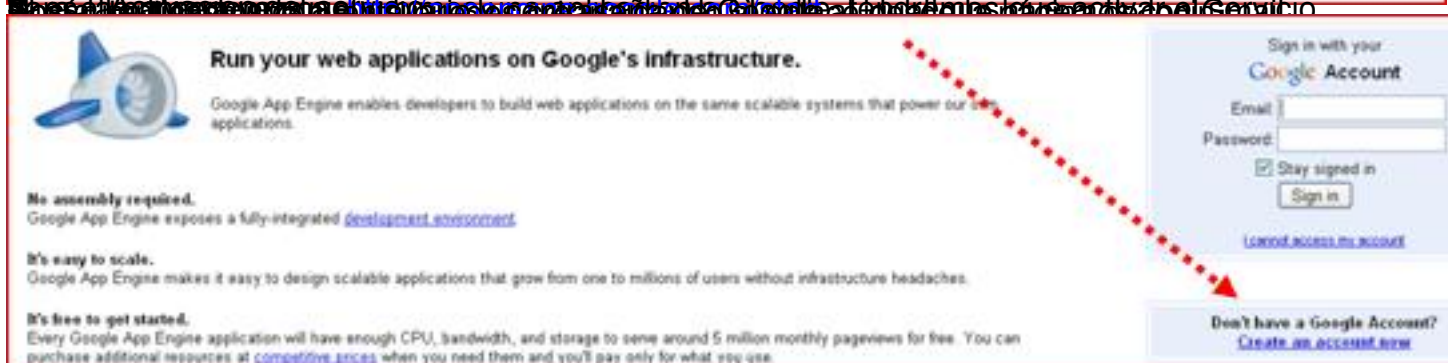 activar el Servicio
Run your web applications on Google's infrastructure.
Google App Engine enables developers to build web applications on the same scalable systems that power our own
applications.
No assembly required.
Google App Engine exposes a fully-integrated development environment.
It's easy to scale.
Google App Engine makes it easy to design scalable applications that grow from one to millions of users without infrastructure headaches.
It's free to get started.
Every Google App Engine application will have enough CPU, bandwidth, and storage to serve around 5 million monthly pageviews for free. You can
purchase additional resources at competitive prices when you need them and you'll pay only for what you use.
Sign in with your
Google Account
Email:
Password:
Stay signed in
Sign in
I cannot access my account
Don't have a Google Account?
Create an account now